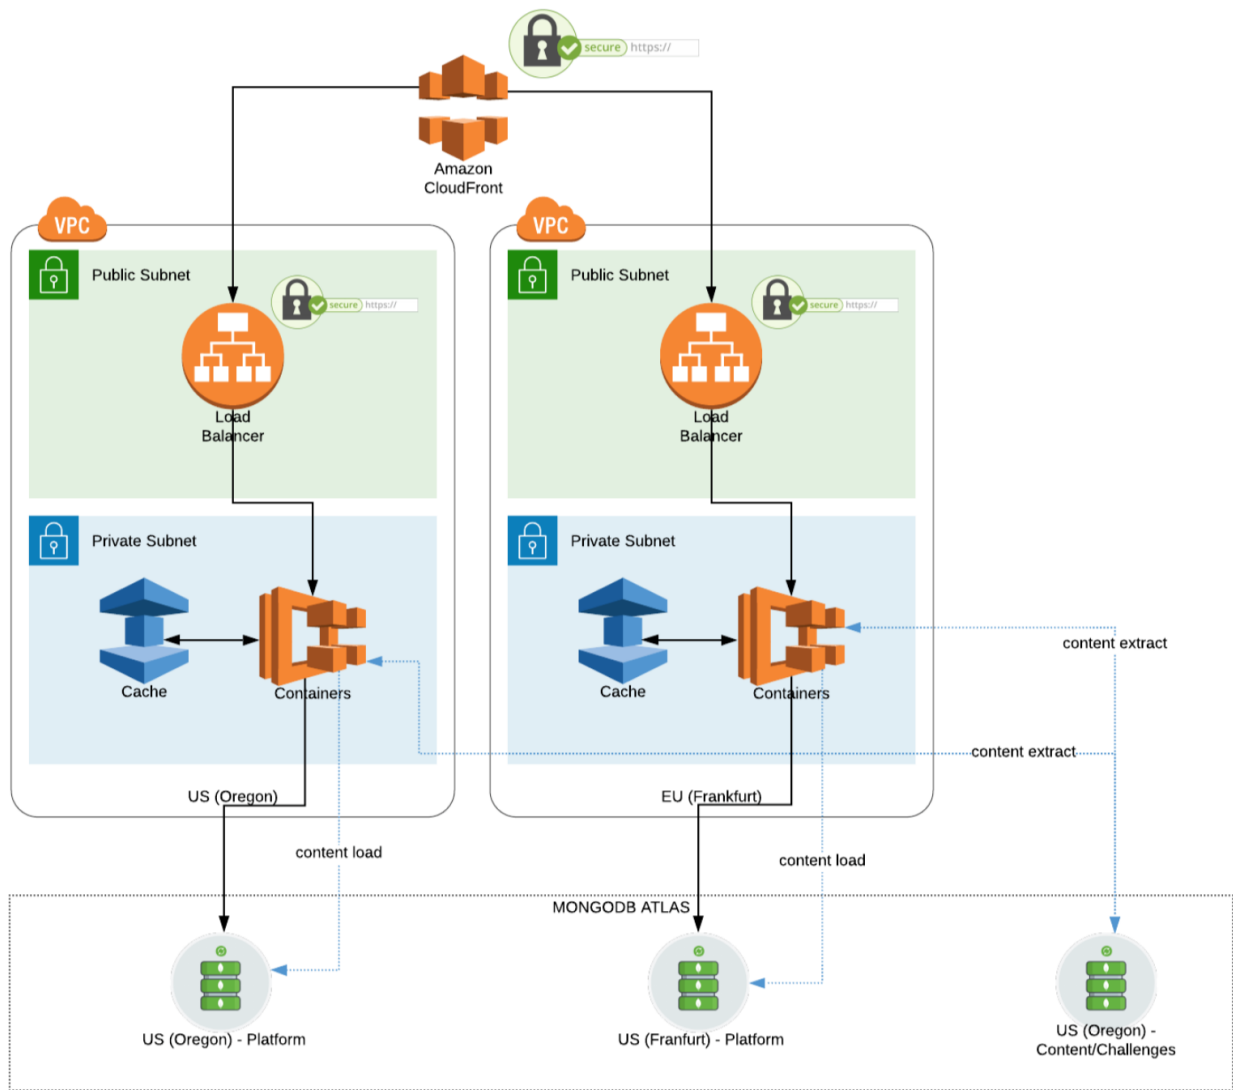 secure https://
Amazon
CloudFront
VPC
Public Subnet
secure https://
Load
Balancer
Private Subnet
Cache
Containers
US (Oregon)
VPC
Public Subnet
secure https://
Load
Balancer
Private Subnet
Cache
Containers
EU (Frankfurt)
content extract
content extract
content load
content load
MONGODB ATLAS
US (Oregon) - Platform
US (Franfurt) - Platform
US (Oregon) -
Content/Challenges